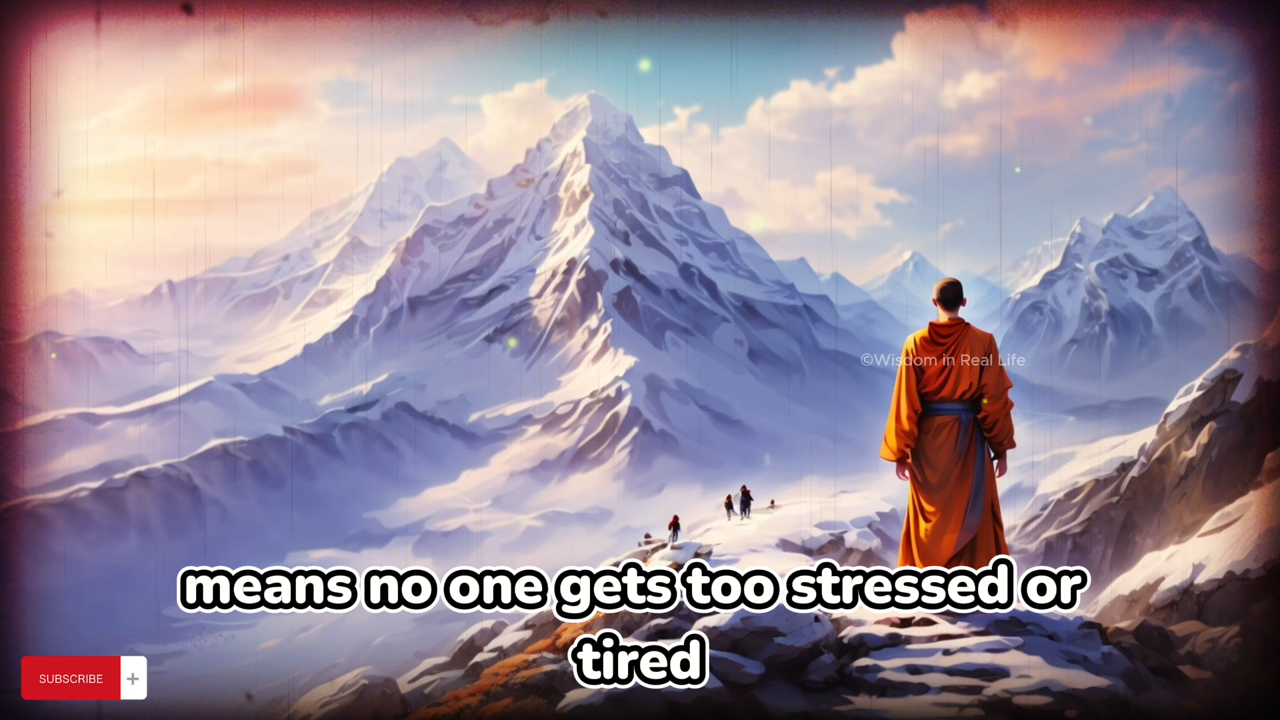 ©Wisdom in Real Life
means no one gets too stressed or
tired
SUBSCRIBE +